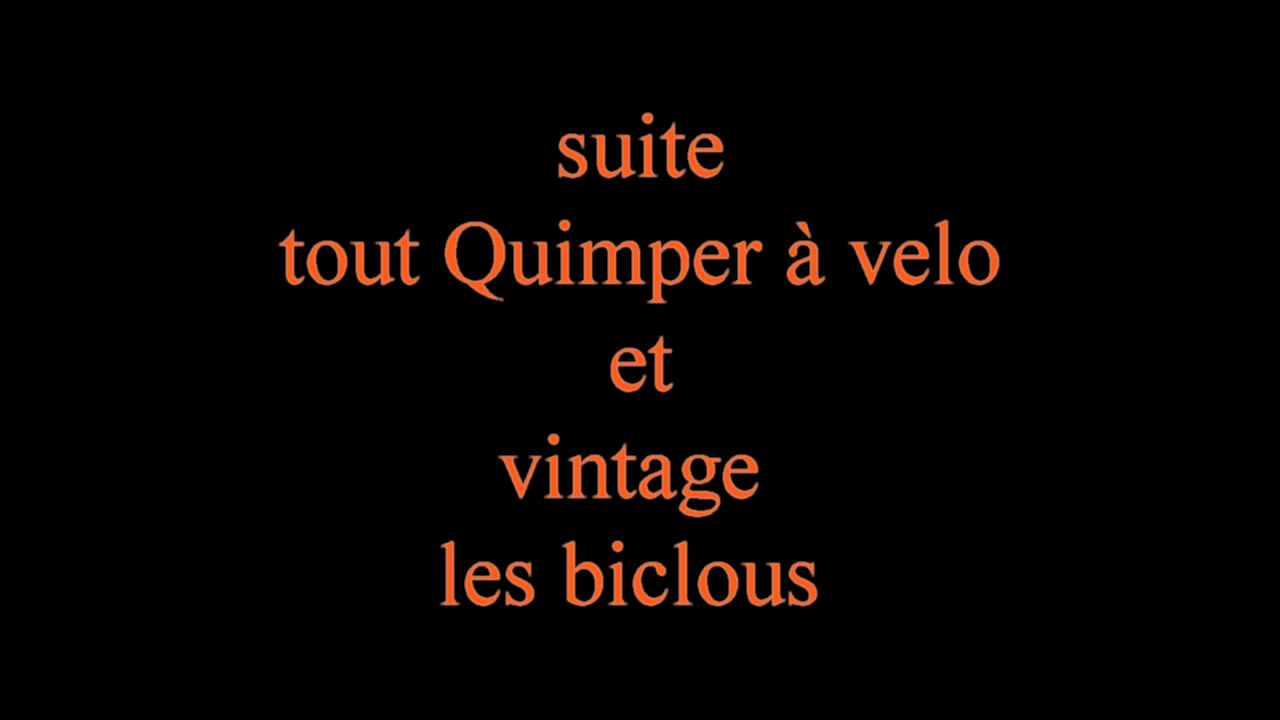 suite
tout Quimper à velo
et
vintage
les biclous